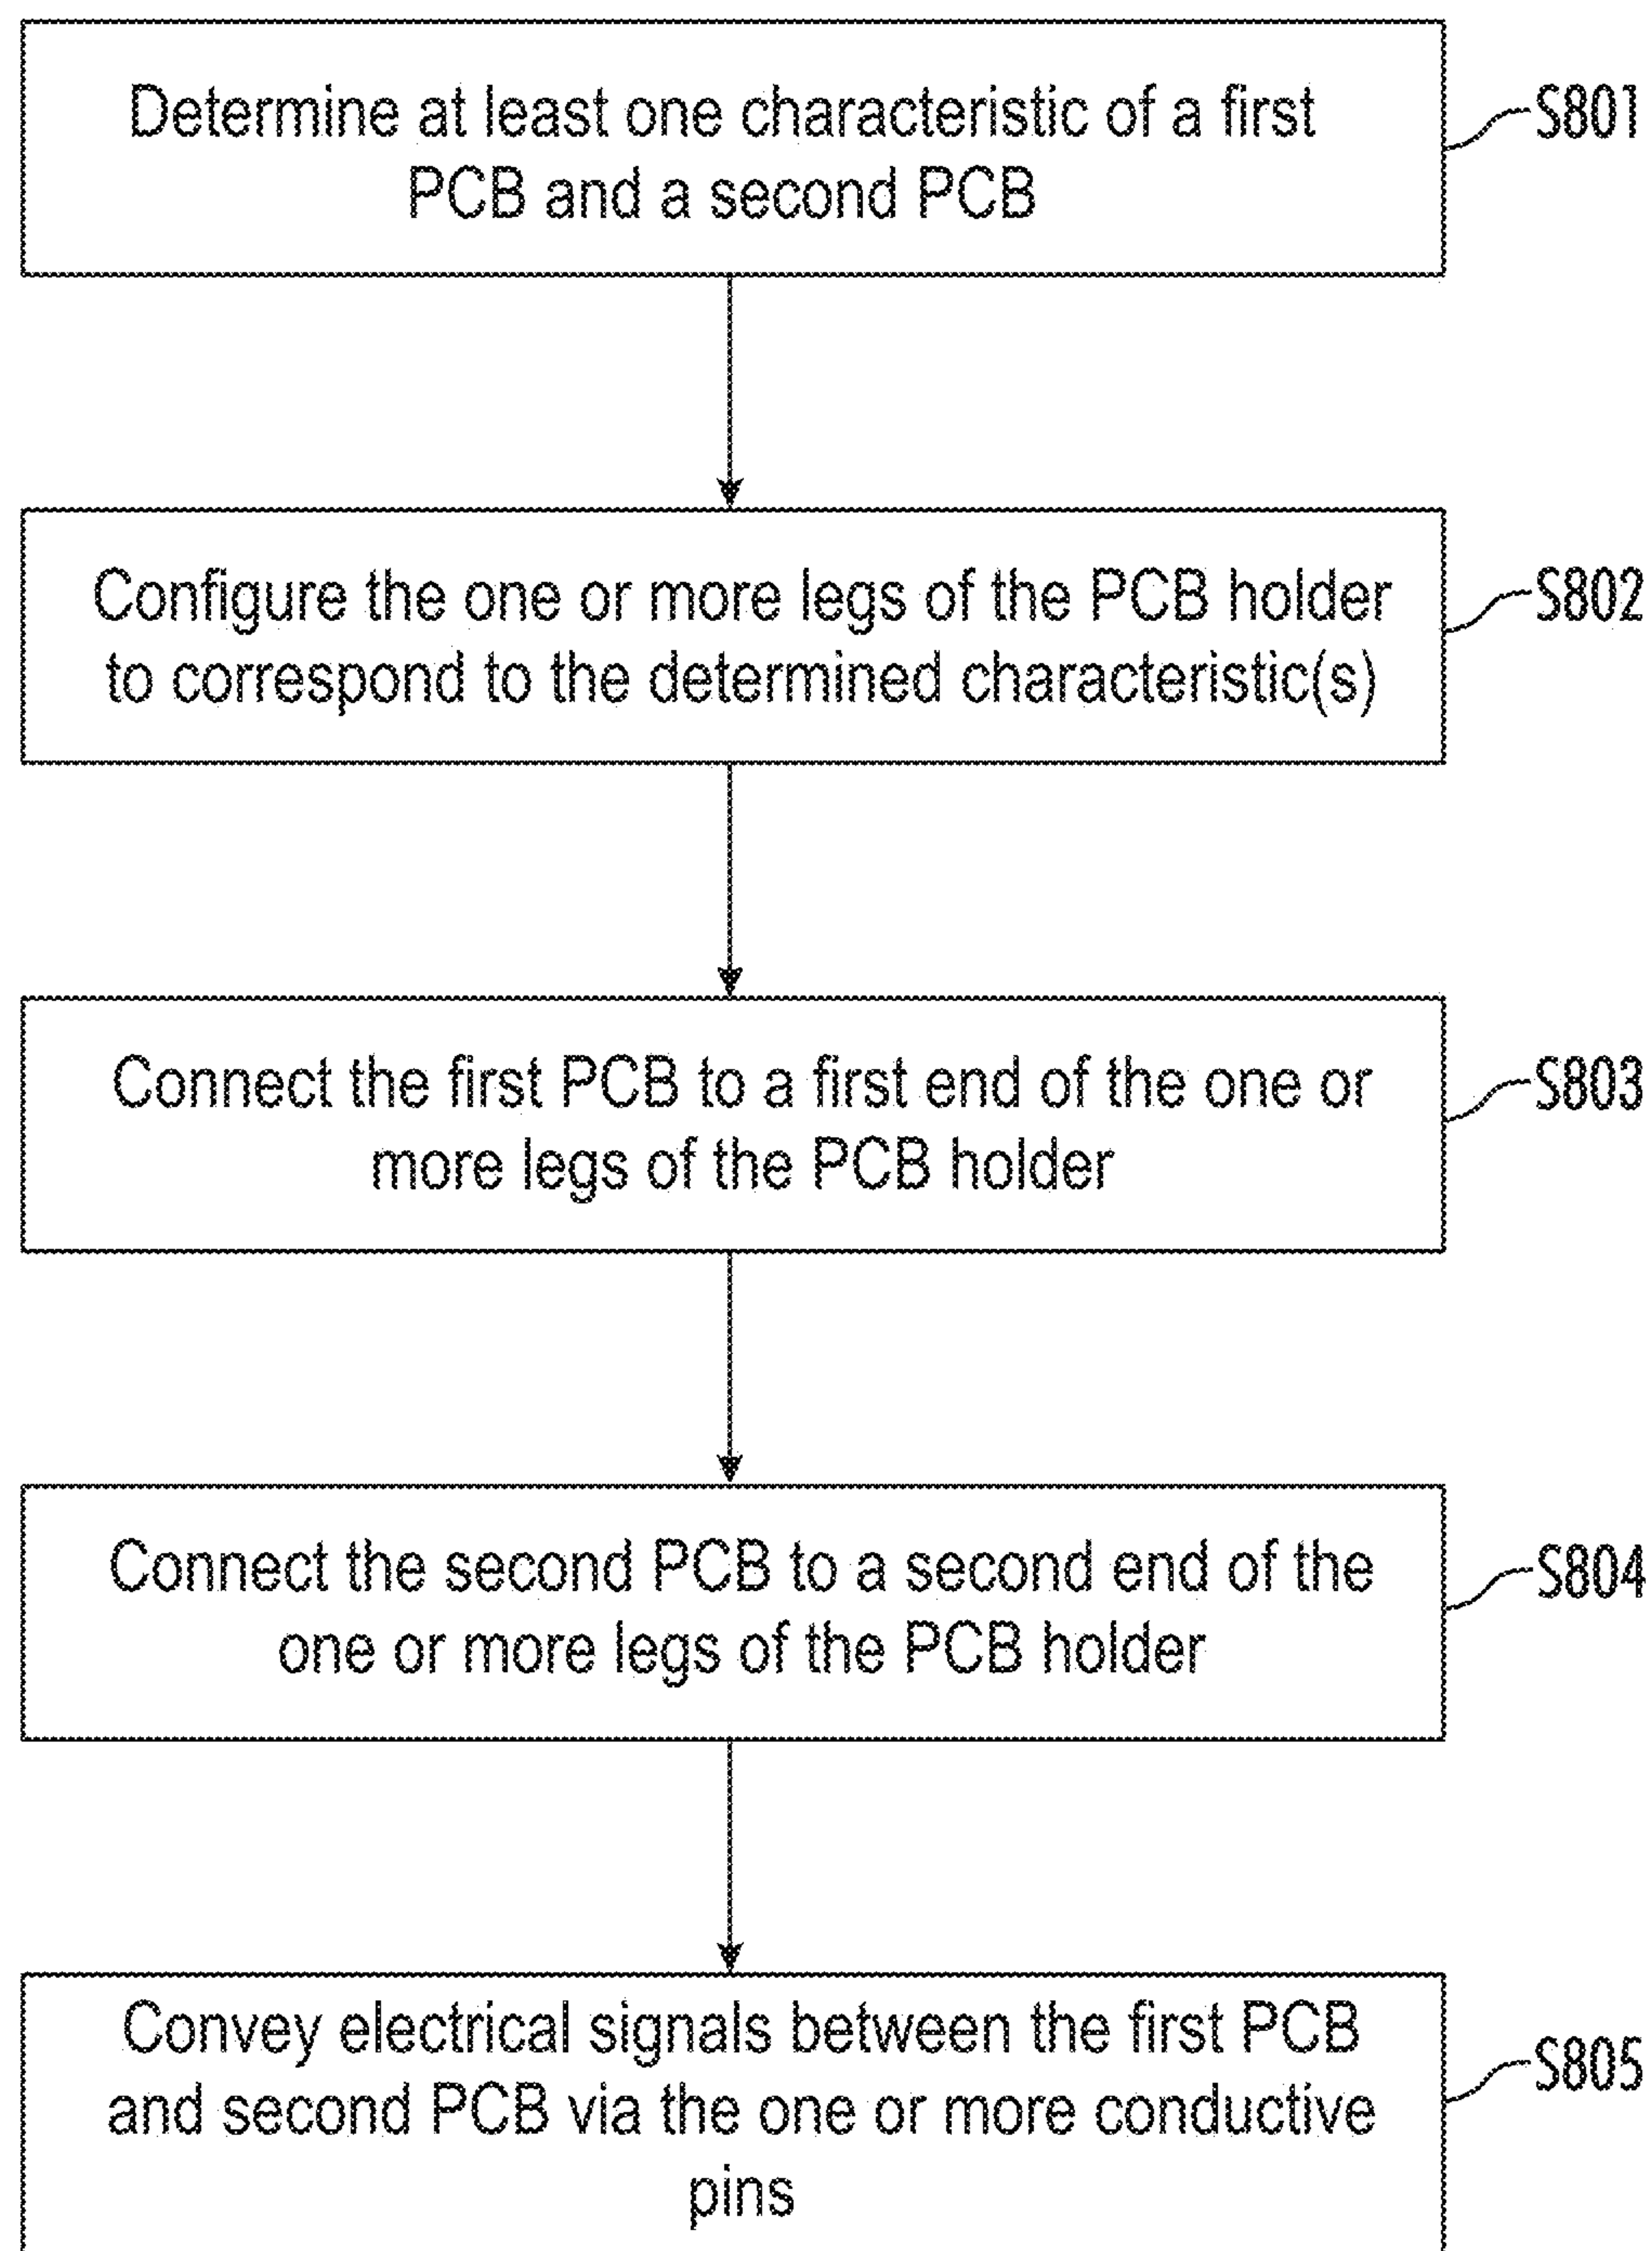 Determine at least one characteristic of a first
PCB and a second PCB
S801
Configure the one or more legs of the PCB holder
to correspond to the determined characteristic(s)
S802
Connect the first PCB to a first end of the one or
more legs of the PCB holder
S803
Connect the second PCB to a second end of the
one or more legs of the PCB holder
S804
Convey electrical signals between the first PCB
and second PCB via the one or more conductive
pins
S805